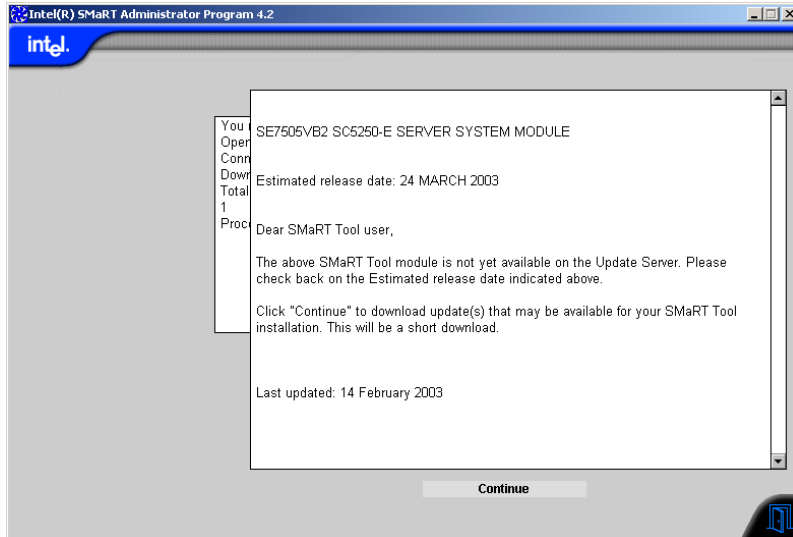 Intel(R) SMaRT Administrator Program 4.2
intel.
You
Oper
Conn
Down
Total
1
Proce
SE7505VB2 SC5250-E SERVER SYSTEM MODULE
Estimated release date: 24 MARCH 2003
Dear SMaRT Tool user,
The above SMaRT Tool module is not yet available on the Update Server. Please
check back on the Estimated release date indicated above.
Click "Continue" to download update(s) that may be available for your SMaRT Tool
installation. This will be a short download.
Last updated: 14 February 2003
Continue